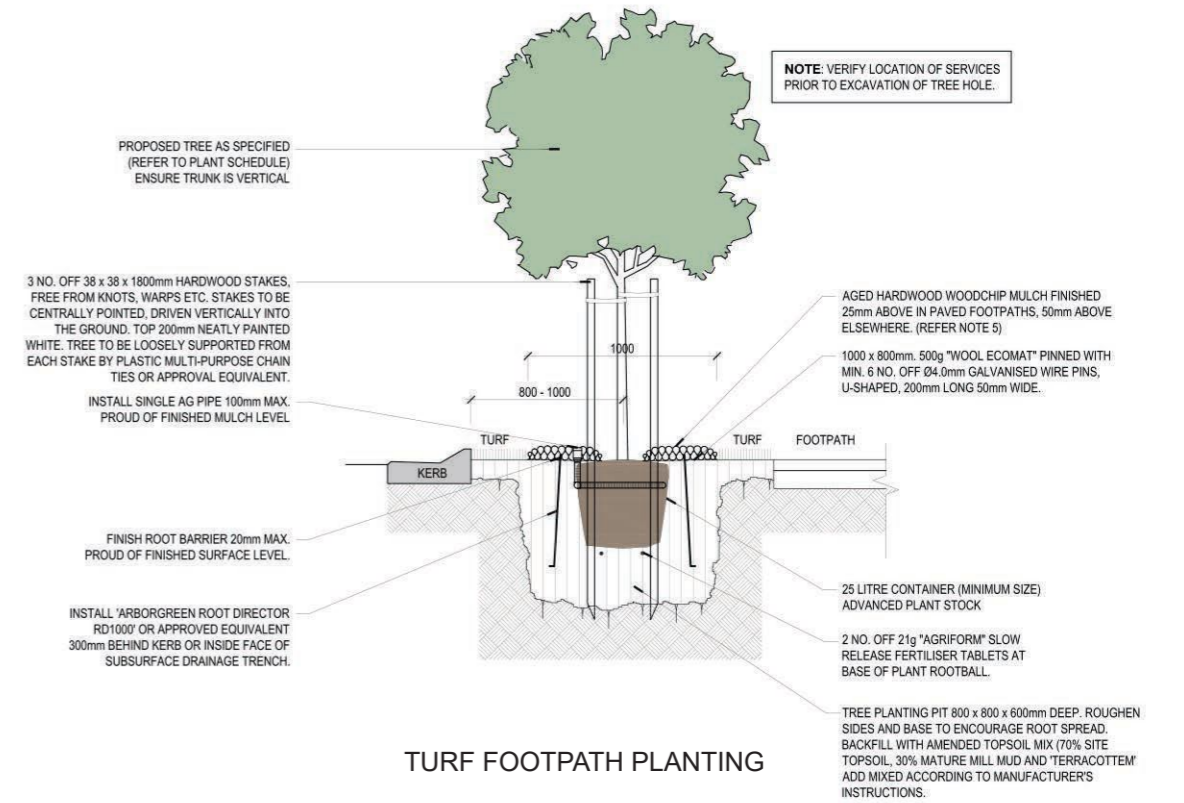 NOTE: VERIFY LOCATION OF SERVICES
PRIOR TO EXCAVATION OF TREE HOLE.
PROPOSED TREE AS SPECIFIED
(REFER TO PLANT SCHEDULE)
ENSURE TRUNK IS VERTICAL
3 NO. OFF 38 x 38 x 1800mm HARDWOOD STAKES,
FREE FROM KNOTS, WARPS ETC. STAKES TO BE
CENTRALLY POINTED, DRIVEN VERTICALLY INTO
THE GROUND. TOP 200mm NEATLY PAINTED
WHITE. TREE TO BE LOOSELY SUPPORTED FROM
EACH STAKE BY PLASTIC MULTI-PURPOSE CHAIN
TIES OR APPROVAL EQUIVALENT.
INSTALL SINGLE AG PIPE 100mm MAX.
PROUD OF FINISHED MULCH LEVEL
FINISH ROOT BARRIER 20mm MAX.
PROUD OF FINISHED SURFACE LEVEL.
INSTALL 'ARBORGREEN ROOT DIRECTOR
RD1000' OR APPROVED EQUIVALENT
300mm BEHIND KERB OR INSIDE FACE OF
SUBSURFACE DRAINAGE TRENCH.
1000
800 - 1000
TURF
KERB
TURF
FOOTPATH
AGED HARDWOOD WOODCHIP MULCH FINISHED
25mm ABOVE IN PAVED FOOTPATHS, 50mm ABOVE
ELSEWHERE. (REFER NOTE 5)
1000 x 800mm. 500g "WOOL ECOMAT" PINNED WITH
MIN. 6 NO. OFF Ø4.0mm GALVANISED WIRE PINS,
U-SHAPED, 200mm LONG 50mm WIDE.
25 LITRE CONTAINER (MINIMUM SIZE)
ADVANCED PLANT STOCK
2 NO. OFF 21g "AGRIFORM" SLOW
RELEASE FERTILISER TABLETS AT
BASE OF PLANT ROOTBALL.
TREE PLANTING PIT 800 x 800 x 600mm DEEP. ROUGHEN
SIDES AND BASE TO ENCOURAGE ROOT SPREAD.
BACKFILL WITH AMENDED TOPSOIL MIX (70% SITE
TOPSOIL, 30% MATURE MILL MUD AND 'TERRACOTTEM'
ADD MIXED ACCORDING TO MANUFACTURER'S
INSTRUCTIONS.
TURF FOOTPATH PLANTING